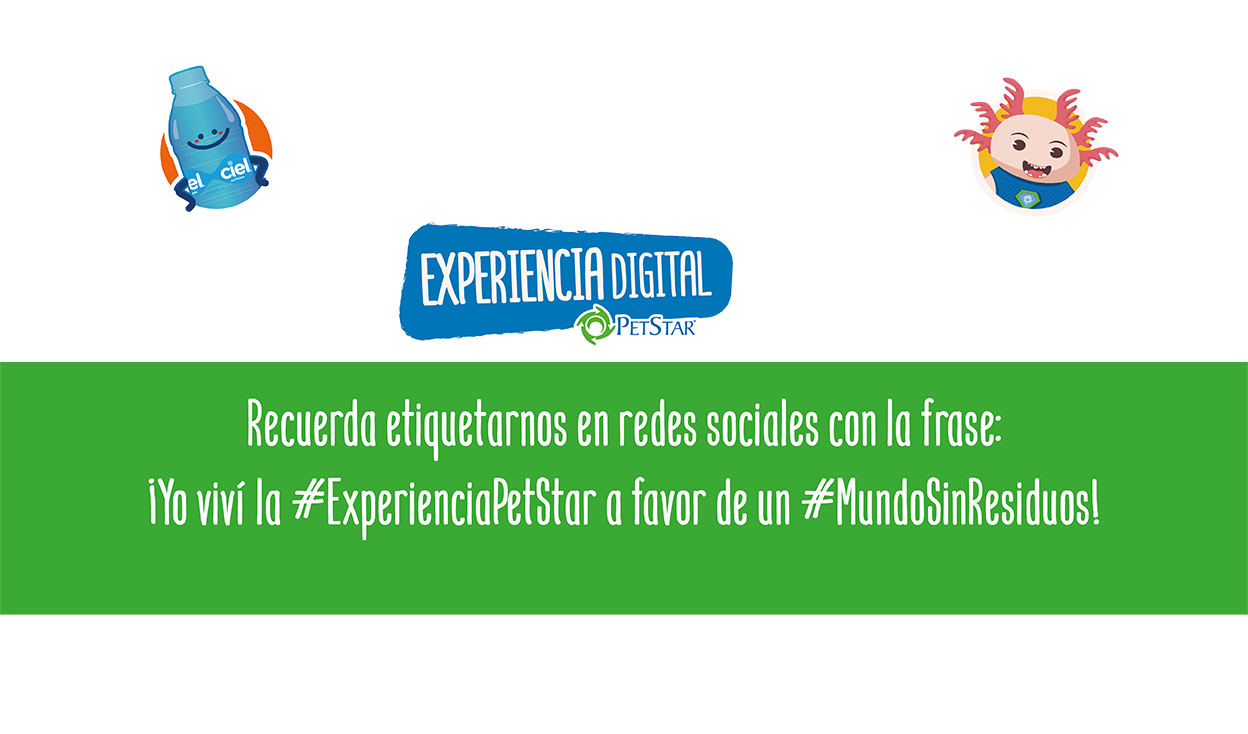 el ciel
EXPERIENCIA DIGITAL
PETSTAR
Recuerda etiquetarnos en redes sociales con la frase:
¡Yo viví la #ExperienciaPetStar a favor de un #MundoSinResiduos!